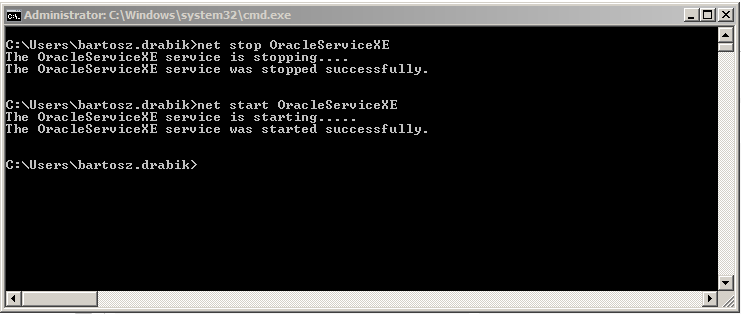 Administrator: C:\Windows\system32\cmd.exe
C:\Users\bartosz.drabik>net stop OracleServiceXE
The OracleServiceXE service is stopping....
The OracleServiceXE service was stopped successfully.
C:\Users\bartosz.drabik>net start OracleServiceXE
The OracleServiceXE service is starting.....
The OracleServiceXE service was started successfully.
C:\Users\bartosz.drabik>